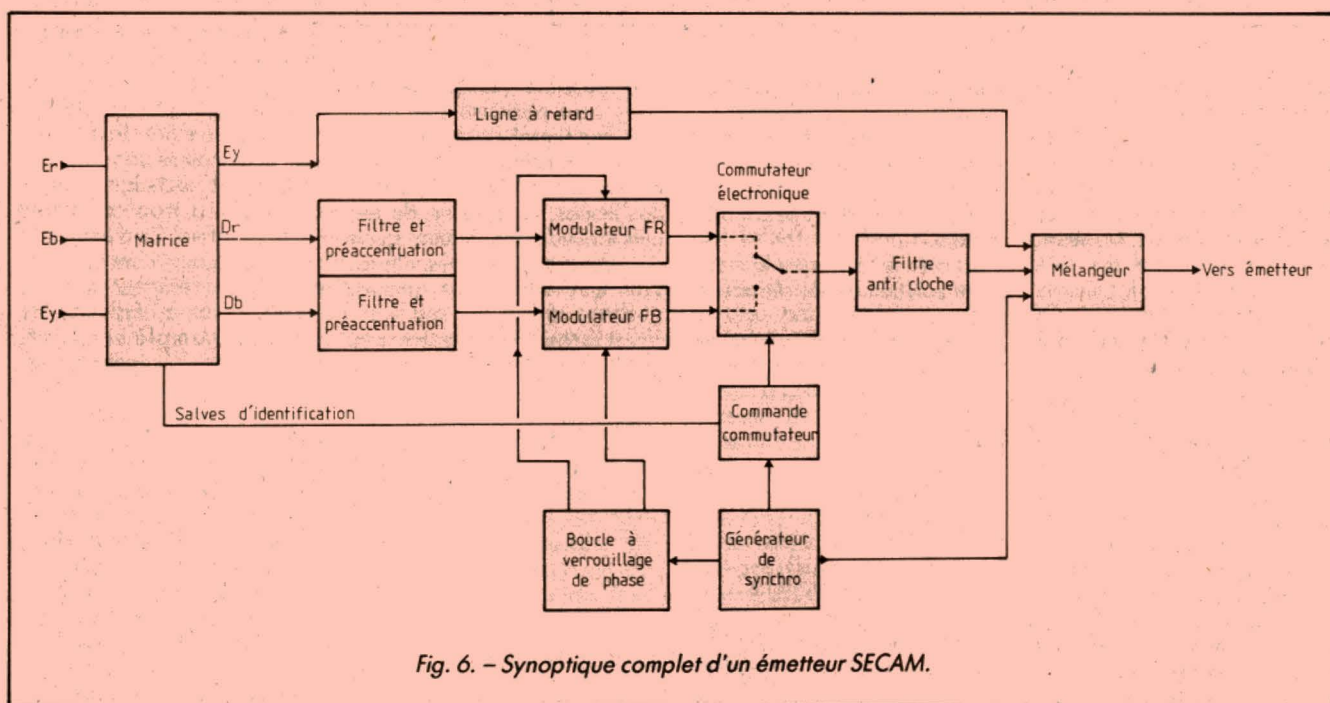 Ligne à retard
Er
Ey
Commutateur
électronique
Eb
Matrice
Dr
Filtre et
préaccentuation
Modulateur FR
Filtre
anti cloche
Mélangeur
Vers émetteur
Ey
Db
Filtre et
préaccentuation
Modulateur FB
Salves d'identification
Commande
commutateur
Boucle à
verrouillage
de phase
Générateur
de
synchro
Fig. 6. – Synoptique complet d'un émetteur SECAM.